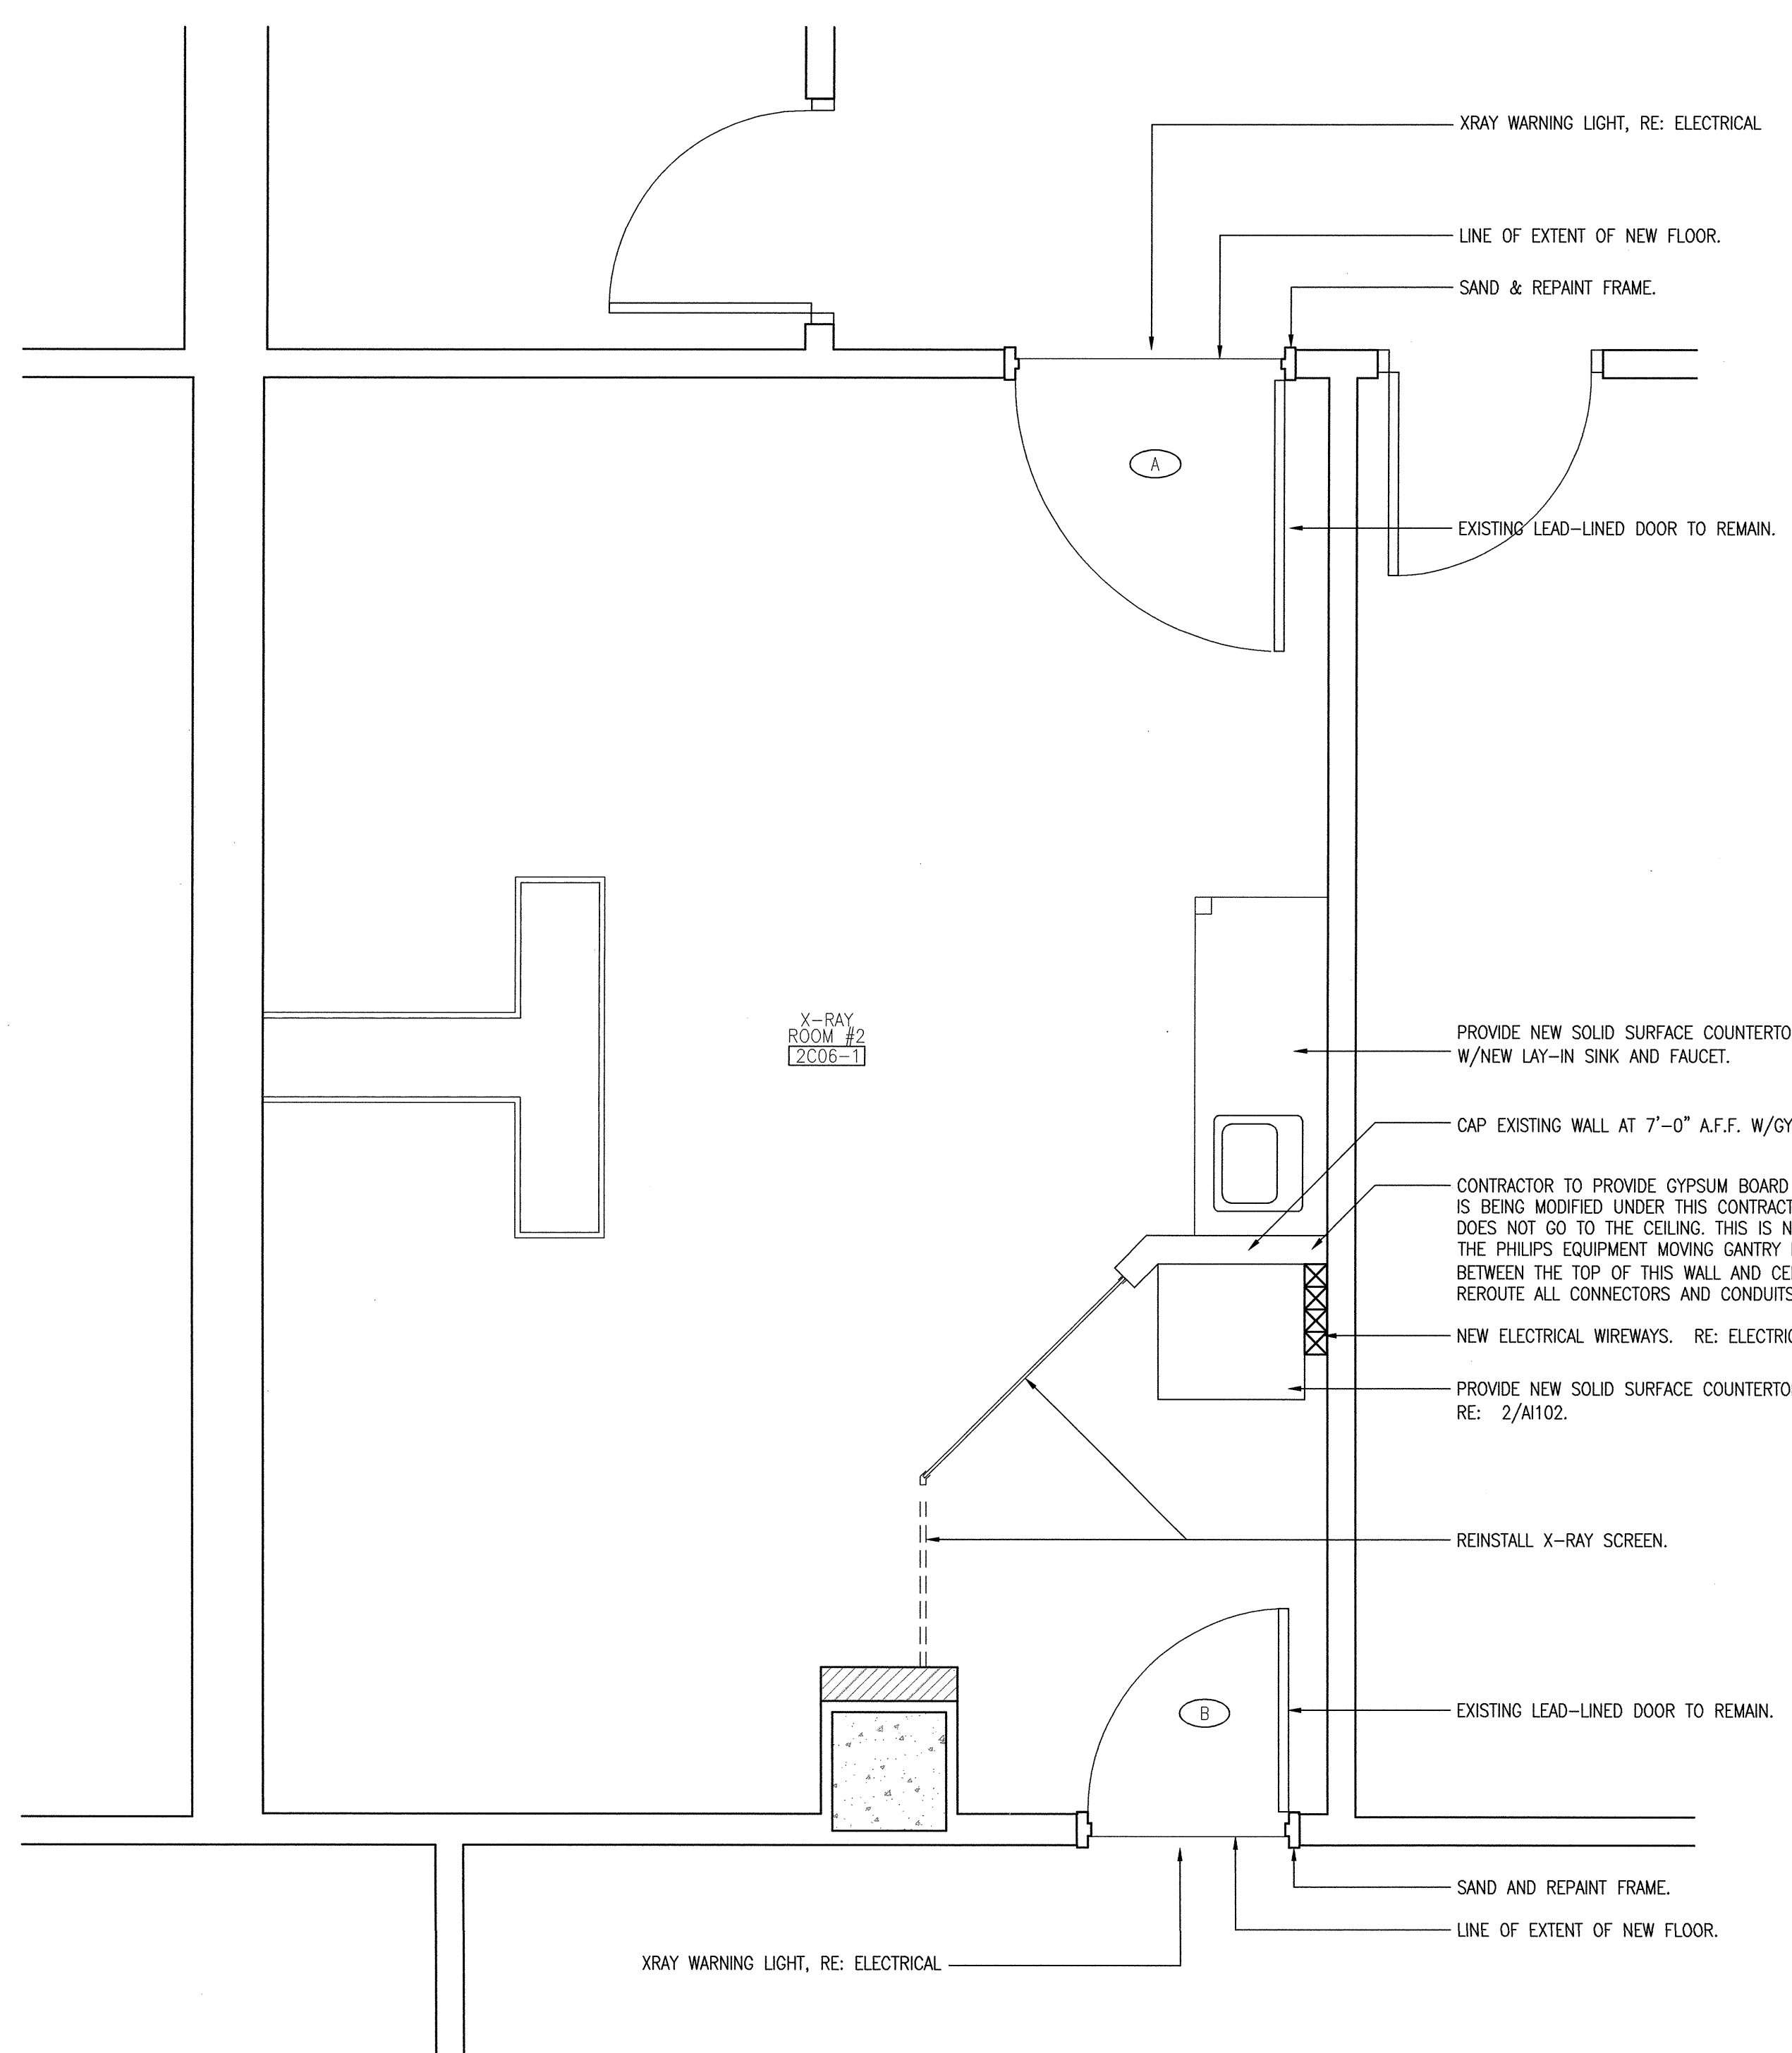 XRAY WARNING LIGHT, RE: ELECTRICAL
LINE OF EXTENT OF NEW FLOOR.
SAND & REPAINT FRAME.
A
EXISTING LEAD-LINED DOOR TO REMAIN.
X-RAY
ROOM #2
2C06-1
PROVIDE NEW SOLID SURFACE COUNTERTO
W/NEW LAY-IN SINK AND FAUCET.
CAP EXISTING WALL AT 7'-0" A.F.F. W/GY
CONTRACTOR TO PROVIDE GYPSUM BOARD
IS BEING MODIFIED UNDER THIS CONTRACT
DOES NOT GO TO THE CEILING. THIS IS N
THE PHILIPS EQUIPMENT MOVING GANTRY
BETWEEN THE TOP OF THIS WALL AND CEI
REROUTE ALL CONNECTORS AND CONDUITS
NEW ELECTRICAL WIREWAYS. RE: ELECTRIC
PROVIDE NEW SOLID SURFACE COUNTERTO
RE: 2/AI102.
REINSTALL X-RAY SCREEN.
B
EXISTING LEAD-LINED DOOR TO REMAIN.
SAND AND REPAINT FRAME.
LINE OF EXTENT OF NEW FLOOR.
XRAY WARNING LIGHT, RE: ELECTRICAL